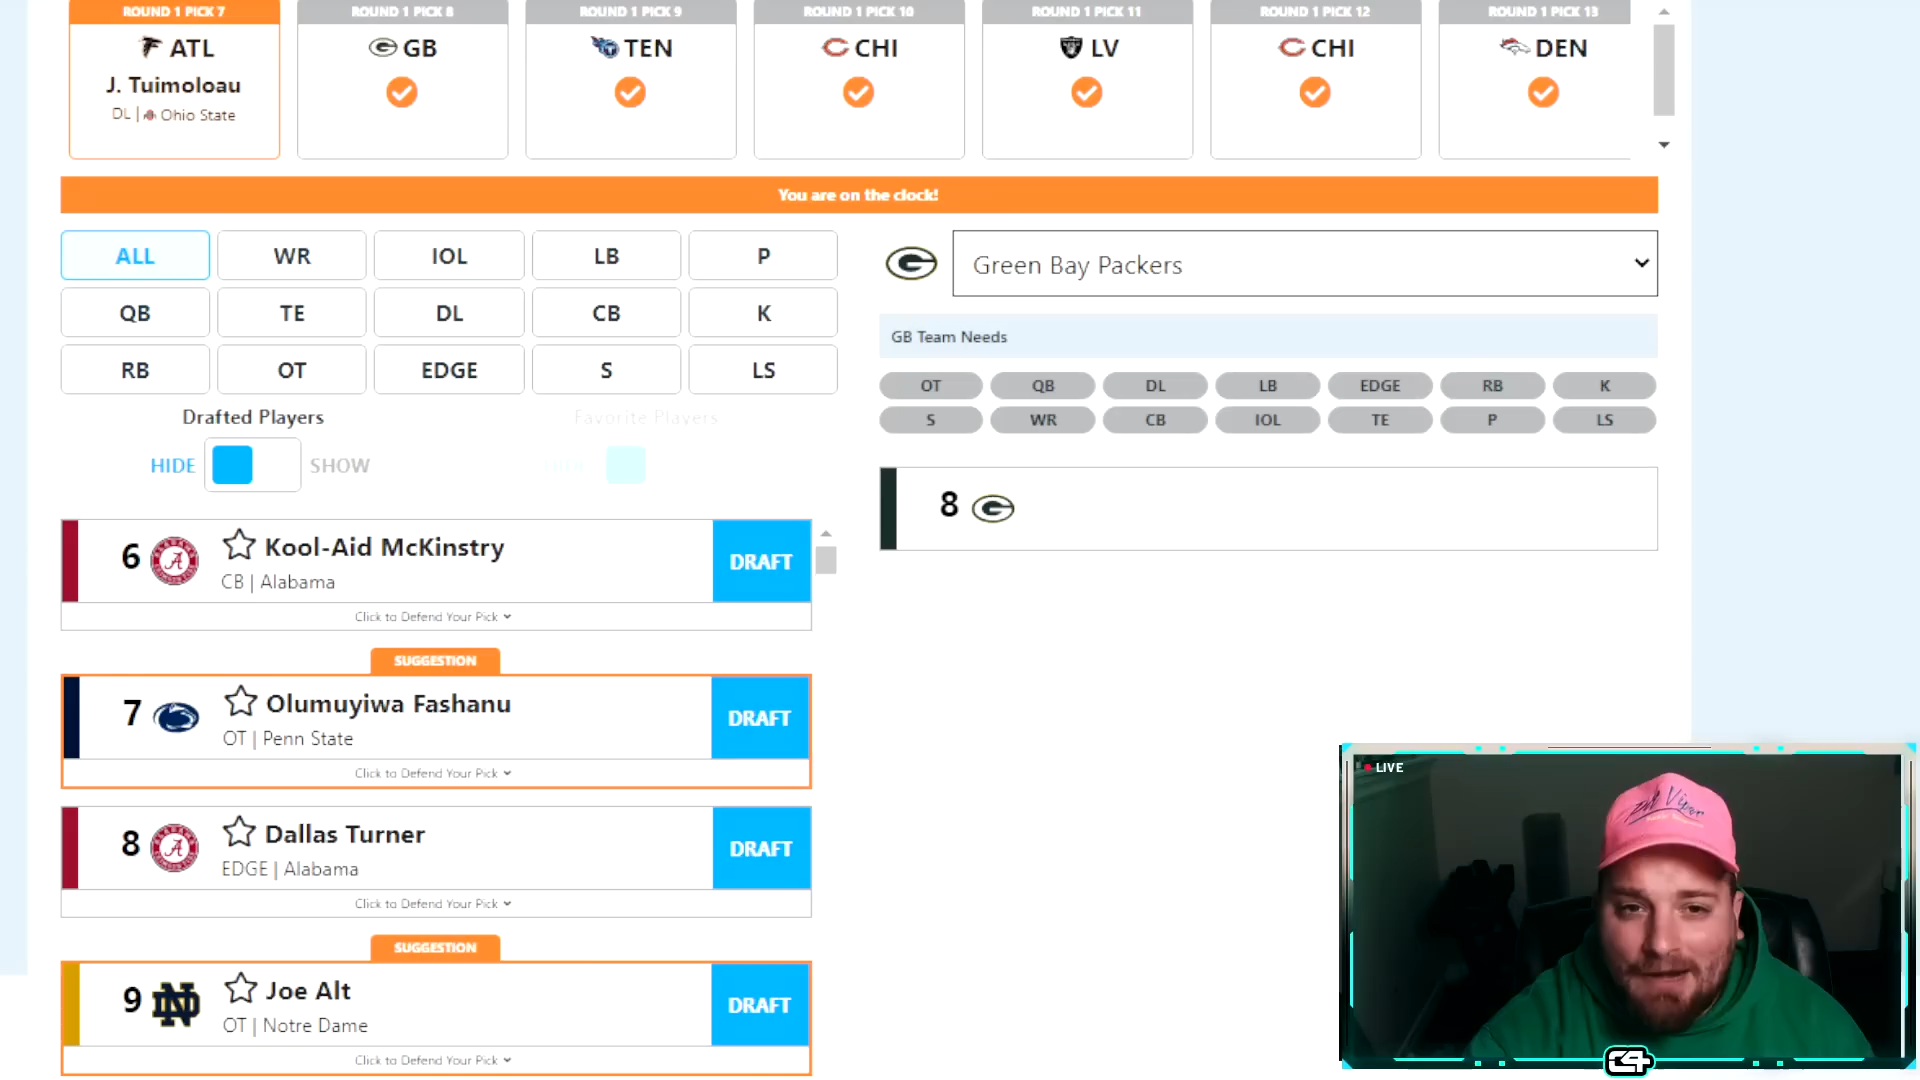 ROUND 1 PICK 7
ATL
J. Tuimoloau
DL | Ohio State
ROUND 1 PICK 8
GB
ROUND 1 PICK 9
TEN
ROUND 1 PICK 10
CHI
ROUND 1 PICK 11
LV
ROUND 1 PICK 12
CHI
ROUND 1 PICK 13
DEN
You are on the clock!
ALL WR IOL LB P
QB TE DL CB K
RB OT EDGE S LS
Drafted Players
HIDE SHOW
Favorite Players
Green Bay Packers
GB Team Needs
OT QB DL LB EDGE RB K
S WR CB IOL TE P LS
8 G
6 A Kool-Aid McKinstry DRAFT
CB | Alabama
Click to Defend Your Pick
SUGGESTION
7 Olumuyiwa Fashanu DRAFT
OT | Penn State
Click to Defend Your Pick
8 A Dallas Turner DRAFT
EDGE | Alabama
Click to Defend Your Pick
SUGGESTION
9 ND Joe Alt DRAFT
OT | Notre Dame
Click to Defend Your Pick
LIVE